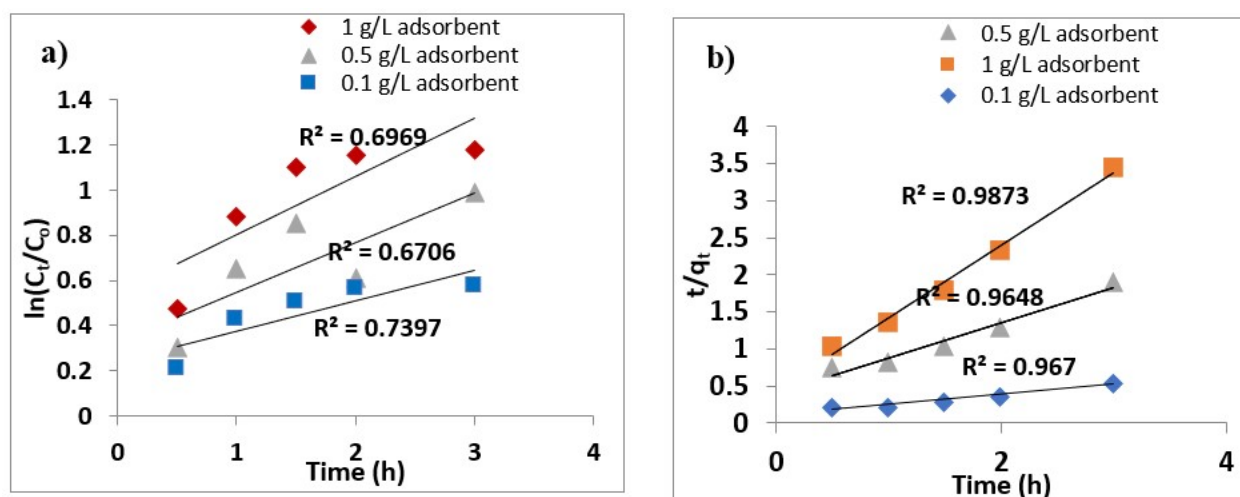 a)
1 g/L adsorbent
0.5 g/L adsorbent
0.1 g/L adsorbent
ln(Cₜ/C₀)
1.4
1.2
1
0.8
0.6
0.4
0.2
0
R² = 0.6969
R² = 0.6706
R² = 0.7397
0 1 2 3 4
Time (h)
b)
0.5 g/L adsorbent
1 g/L adsorbent
0.1 g/L adsorbent
t/qₜ
4
3.5
3
2.5
2
1.5
1
0.5
0
R² = 0.9873
R² = 0.9648
R² = 0.967
0 2 4
Time (h)